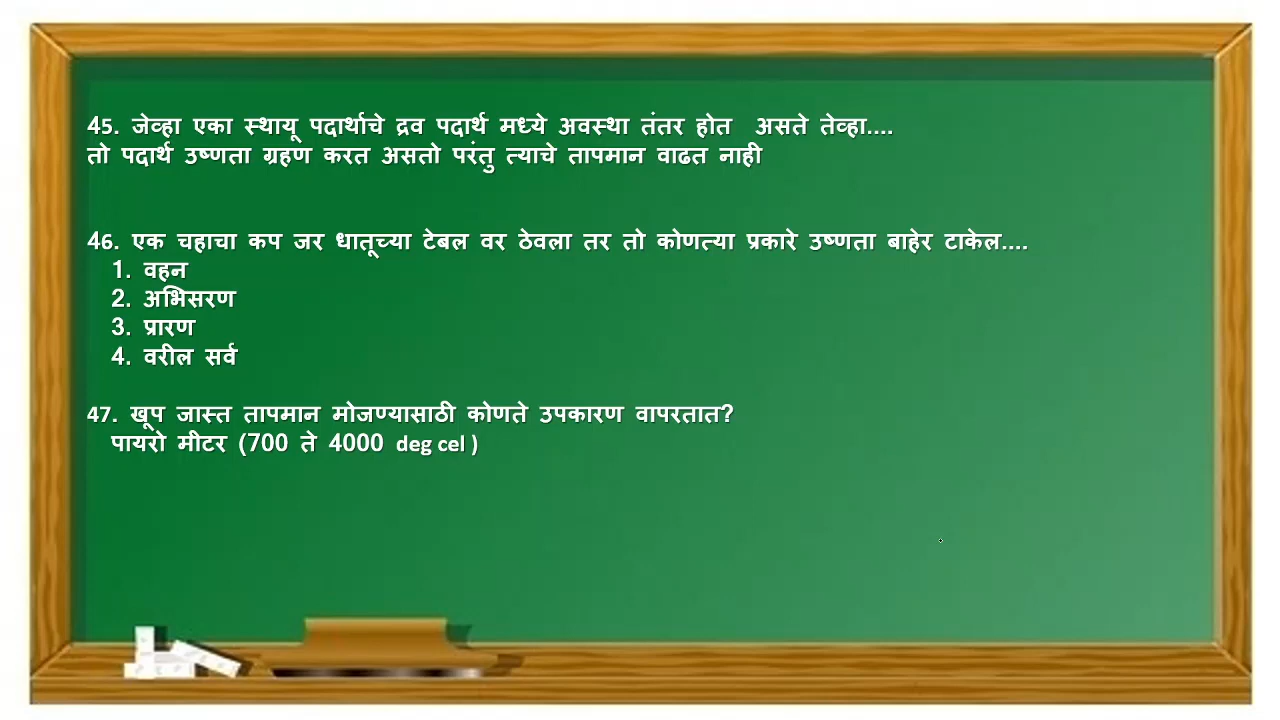 45. जेव्हा एका स्थायू पदार्थाचे द्रव पदार्थ मध्ये अवस्था तंतर होत असते तेव्हा....
तो पदार्थ उष्णता ग्रहण करत असतो परंतु त्याचे तापमान वाढत नाही
46. एक चहाचा कप जर धातूच्या टेबल वर ठेवला तर तो कोणत्या प्रकारे उष्णता बाहेर टाकेल....
1. वहन
2. अभिसरण
3. प्रारण
4. वरील सर्व
47. खूप जास्त तापमान मोजण्यासाठी कोणते उपकारण वापरतात?
पायरो मीटर (700 ते 4000 deg cel )